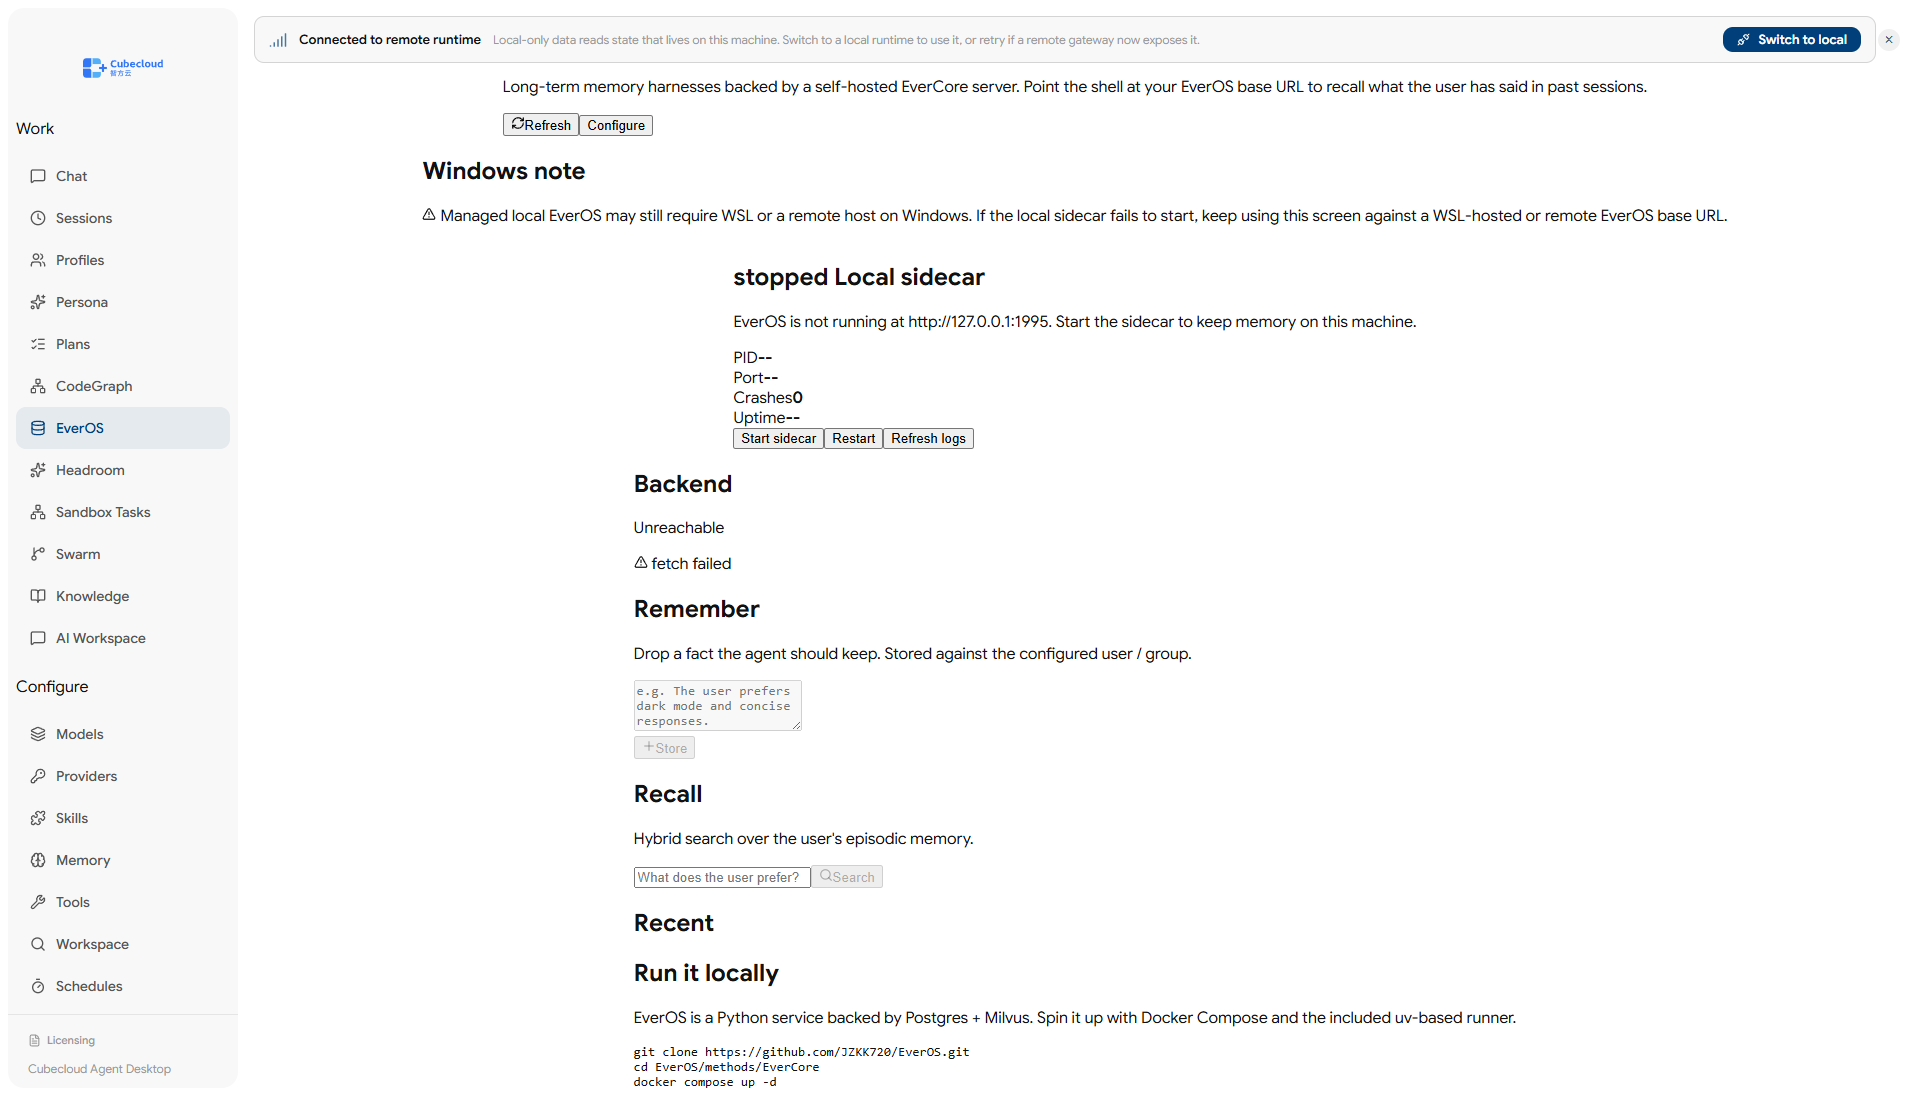 Cubecloud
智方云
Work
Chat
Sessions
Profiles
Persona
Plans
CodeGraph
EverOS
Headroom
Sandbox Tasks
Swarm
Knowledge
AI Workspace
Configure
Models
Providers
Skills
Memory
Tools
Workspace
Schedules
Licensing
Cubecloud Agent Desktop
Connected to remote runtime Local-only data reads state that lives on this machine. Switch to a local runtime to use it, or retry if a remote gateway now exposes it. Switch to local
Long-term memory harnesses backed by a self-hosted EverCore server. Point the shell at your EverOS base URL to recall what the user has said in past sessions.
Refresh Configure
Windows note
Managed local EverOS may still require WSL or a remote host on Windows. If the local sidecar fails to start, keep using this screen against a WSL-hosted or remote EverOS base URL.
stopped Local sidecar
EverOS is not running at http://127.0.0.1:1995. Start the sidecar to keep memory on this machine.
PID--
Port--
Crashes0
Uptime--
Start sidecar Restart Refresh logs
Backend
Unreachable
fetch failed
Remember
Drop a fact the agent should keep. Stored against the configured user / group.
e.g. The user prefers
dark mode and concise
responses.
Store
Recall
Hybrid search over the user's episodic memory.
What does the user prefer? Search
Recent
Run it locally
EverOS is a Python service backed by Postgres + Milvus. Spin it up with Docker Compose and the included uv-based runner.
git clone https://github.com/JZKK720/EverOS.git
cd EverOS/methods/EverCore
docker compose up -d